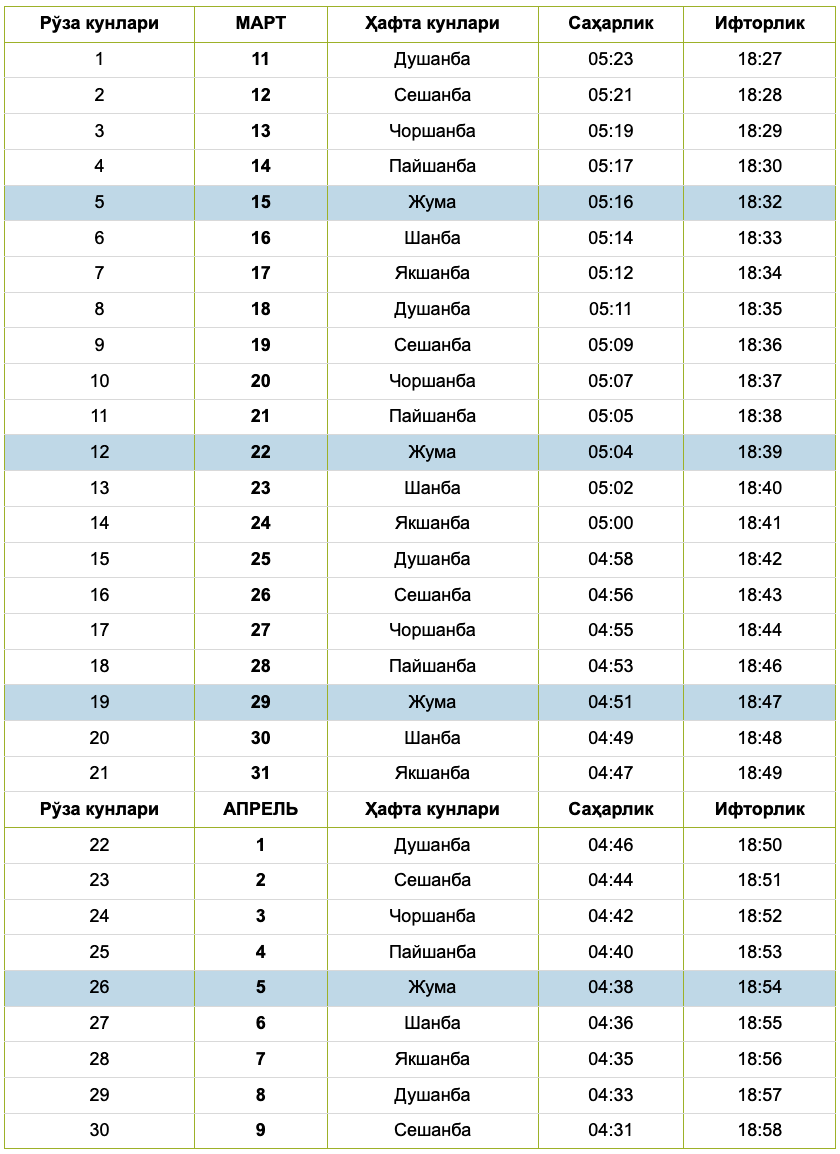 Рўза кунлари МАРТ Ҳафта кунлари Саҳарлик Ифторлик
1 11 Душанба 05:23 18:27
2 12 Сешанба 05:21 18:28
3 13 Чоршанба 05:19 18:29
4 14 Пайшанба 05:17 18:30
5 15 Жума 05:16 18:32
6 16 Шанба 05:14 18:33
7 17 Якшанба 05:12 18:34
8 18 Душанба 05:11 18:35
9 19 Сешанба 05:09 18:36
10 20 Чоршанба 05:07 18:37
11 21 Пайшанба 05:05 18:38
12 22 Жума 05:04 18:39
13 23 Шанба 05:02 18:40
14 24 Якшанба 05:00 18:41
15 25 Душанба 04:58 18:42
16 26 Сешанба 04:56 18:43
17 27 Чоршанба 04:55 18:44
18 28 Пайшанба 04:53 18:46
19 29 Жума 04:51 18:47
20 30 Шанба 04:49 18:48
21 31 Якшанба 04:47 18:49
Рўза кунлари АПРЕЛЬ Ҳафта кунлари Саҳарлик Ифторлик
22 1 Душанба 04:46 18:50
23 2 Сешанба 04:44 18:51
24 3 Чоршанба 04:42 18:52
25 4 Пайшанба 04:40 18:53
26 5 Жума 04:38 18:54
27 6 Шанба 04:36 18:55
28 7 Якшанба 04:35 18:56
29 8 Душанба 04:33 18:57
30 9 Сешанба 04:31 18:58